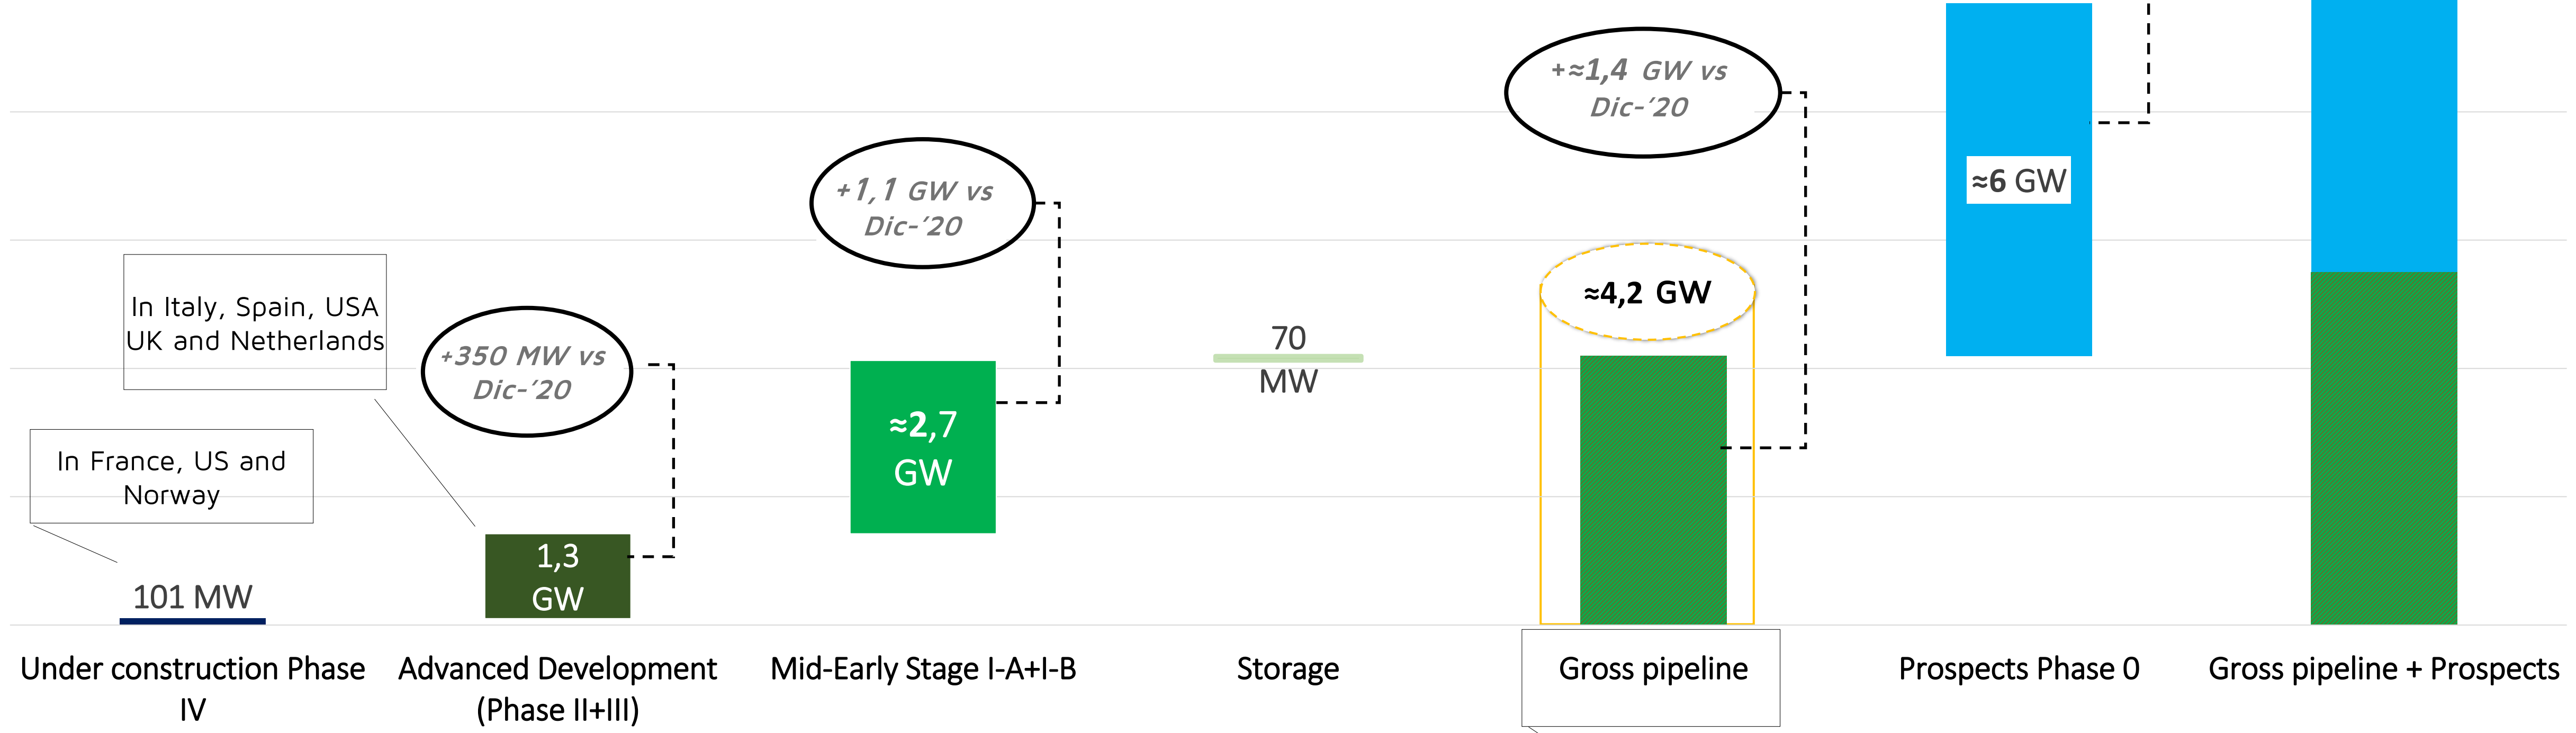 +≈1,4 GW vs
Dic-'20
+1,1 GW vs
Dic-'20
≈6 GW
In Italy, Spain, USA
UK and Netherlands
≈4,2 GW
+350 MW vs
Dic-'20
70
MW
≈2,7
GW
In France, US and
Norway
1,3
GW
101 MW
Under construction Phase
IV
Advanced Development
(Phase II+III)
Mid-Early Stage I-A+I-B
Storage
Gross pipeline
Prospects Phase 0
Gross pipeline + Prospects